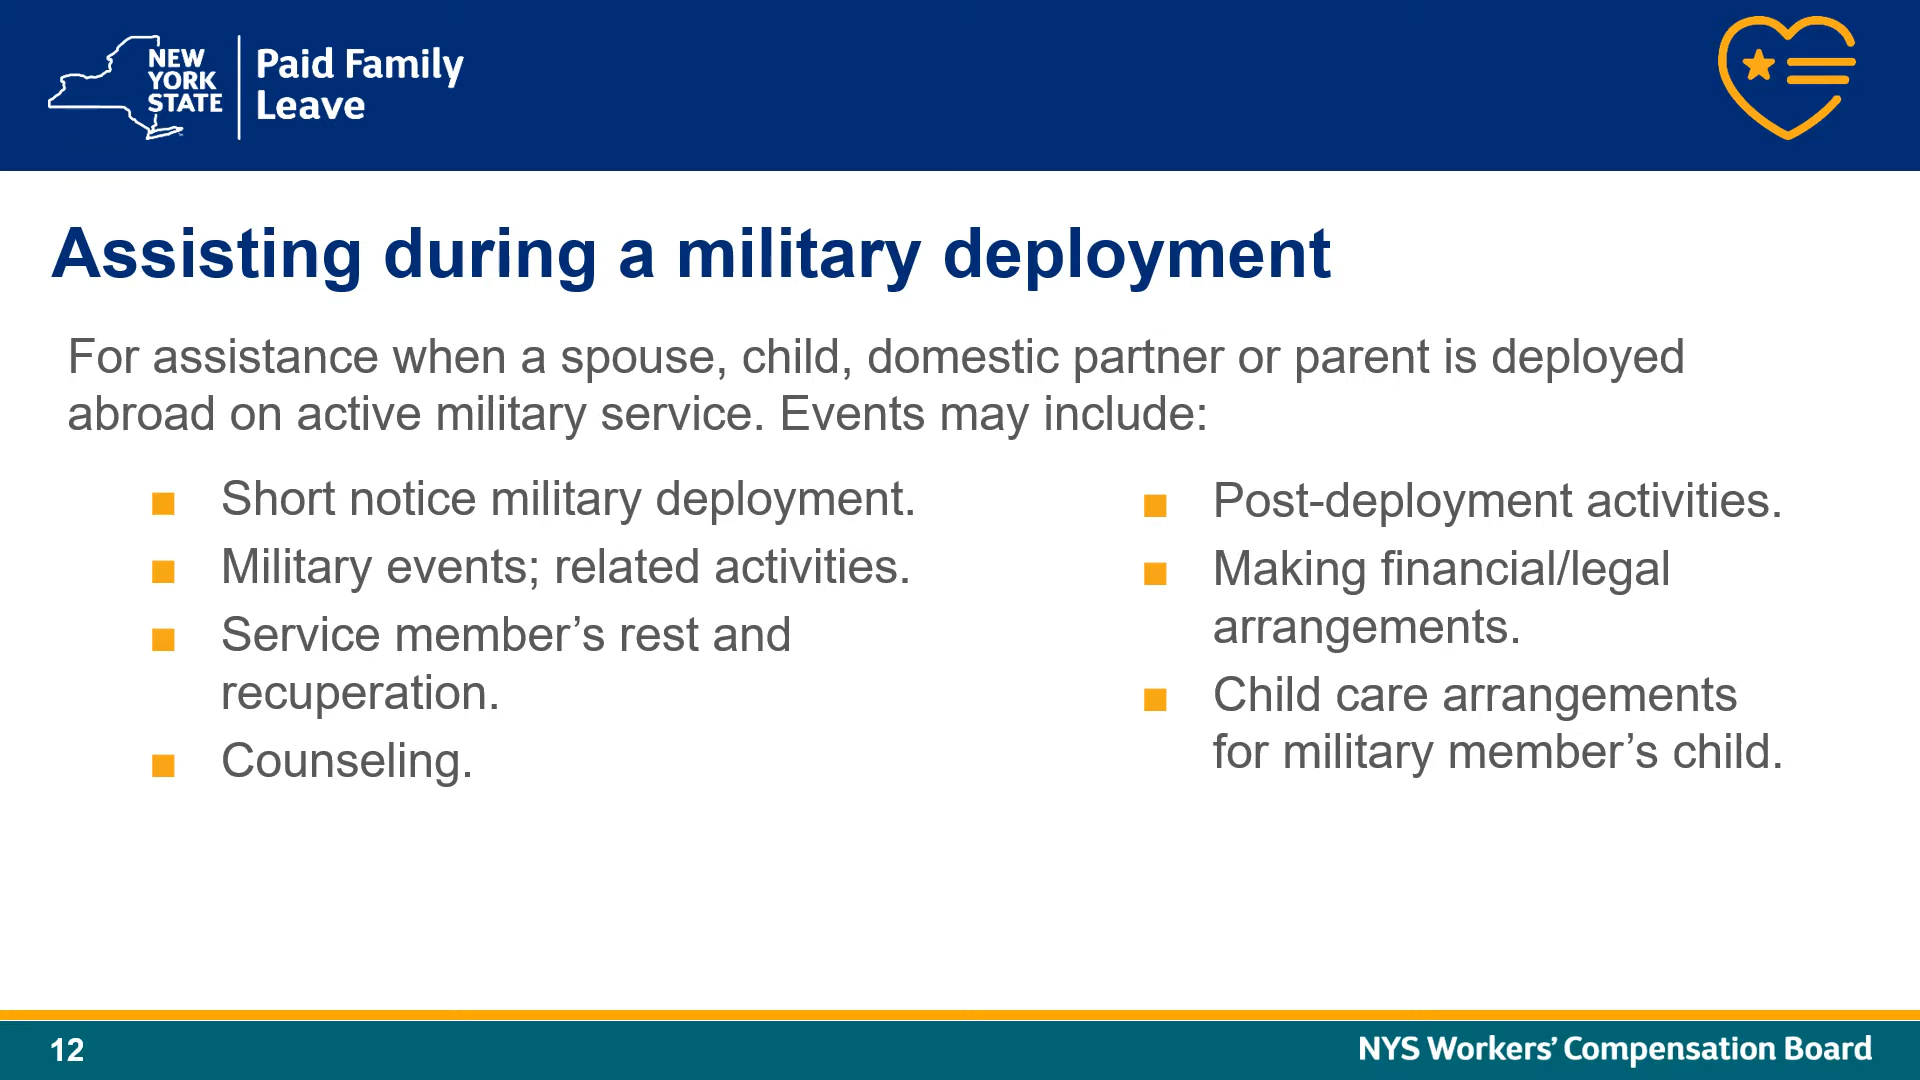 NEW
YORK
STATE
Paid Family
Leave
Assisting during a military deployment
For assistance when a spouse, child, domestic partner or parent is deployed
abroad on active military service. Events may include:
■ Short notice military deployment.
■ Military events; related activities.
■ Service member’s rest and
recuperation.
■ Counseling.
■ Post-deployment activities.
■ Making financial/legal
arrangements.
■ Child care arrangements
for military member’s child.
12
NYS Workers’ Compensation Board